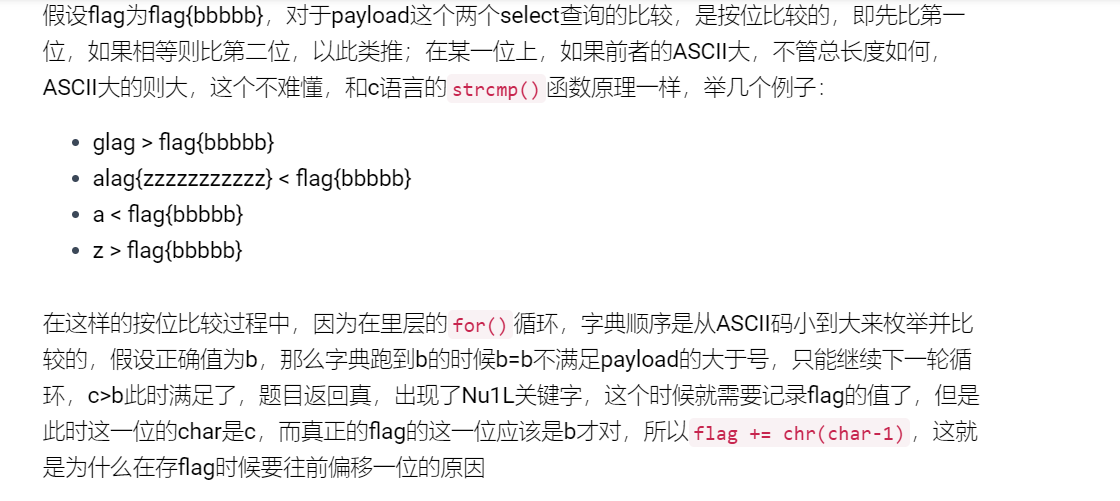 假设flag为flag{bbbbb}，对于payload这个两个select查询的比较，是按位比较的，即先比第一
位，如果相等则比第二位，以此类推；在某一位上，如果前者的ASCII大，不管总长度如何，
ASCII大的则大，这个不难懂，和c语言的strcmp()函数原理一样，举几个例子：
glag > flag{bbbbb}
alag{zzzzzzzzzzz} < flag{bbbbb}
a < flag{bbbbb}
z > flag{bbbbb}
在这样的按位比较过程中，因为在里层的for()循环，字典顺序是从ASCII码小到大来枚举并比
较的，假设正确值为b，那么字典跑到b的时候b=b不满足payload的大于号，只能继续下一轮循
环，c>b此时满足了，题目返回真，出现了Nu1L关键字，这个时候就需要记录flag的值了，但是
此时这一位的char是c，而真正的flag的这一位应该是b才对，所以flag += chr(char-1)，这就
是为什么在存flag时候要往前偏移一位的原因